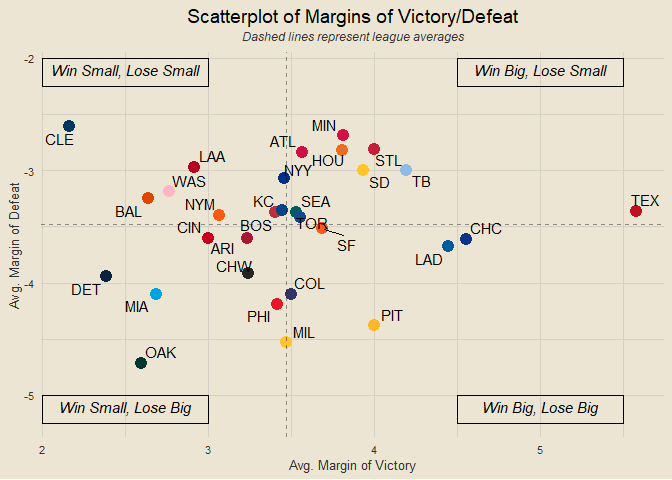 Scatterplot of Margins of Victory/Defeat
Dashed lines represent league averages
-2
Win Small, Lose Small
Win Big, Lose Small
CLE
MIN
ATL
HOU
STL
LAA
-3
NYY
SD
TB
WAS
BAL
NYM
KC
SEA
TEX
CIN
BOS
TOR
CHC
ARI
SF
LAD
CHW
DET
-4
COL
MIA
PHI
PIT
MIL
OAK
-5
Win Small, Lose Big
Win Big, Lose Big
2
3
4
5
Avg. Margin of Victory
Avg. Margin of Defeat